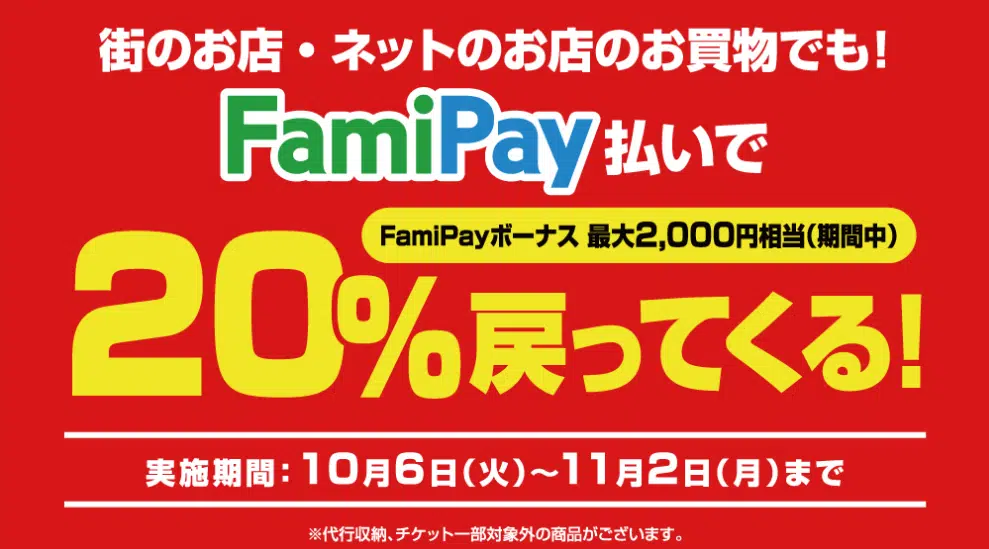 街のお店・ネットのお店のお買物でも!
FamiPay払いで
FamiPayボーナス 最大2,000円相当(期間中)
20%戻ってくる!
実施期間:10月6日(火)〜11月2日(月)まで
※代行収納、チケット一部対象外の商品がございます。